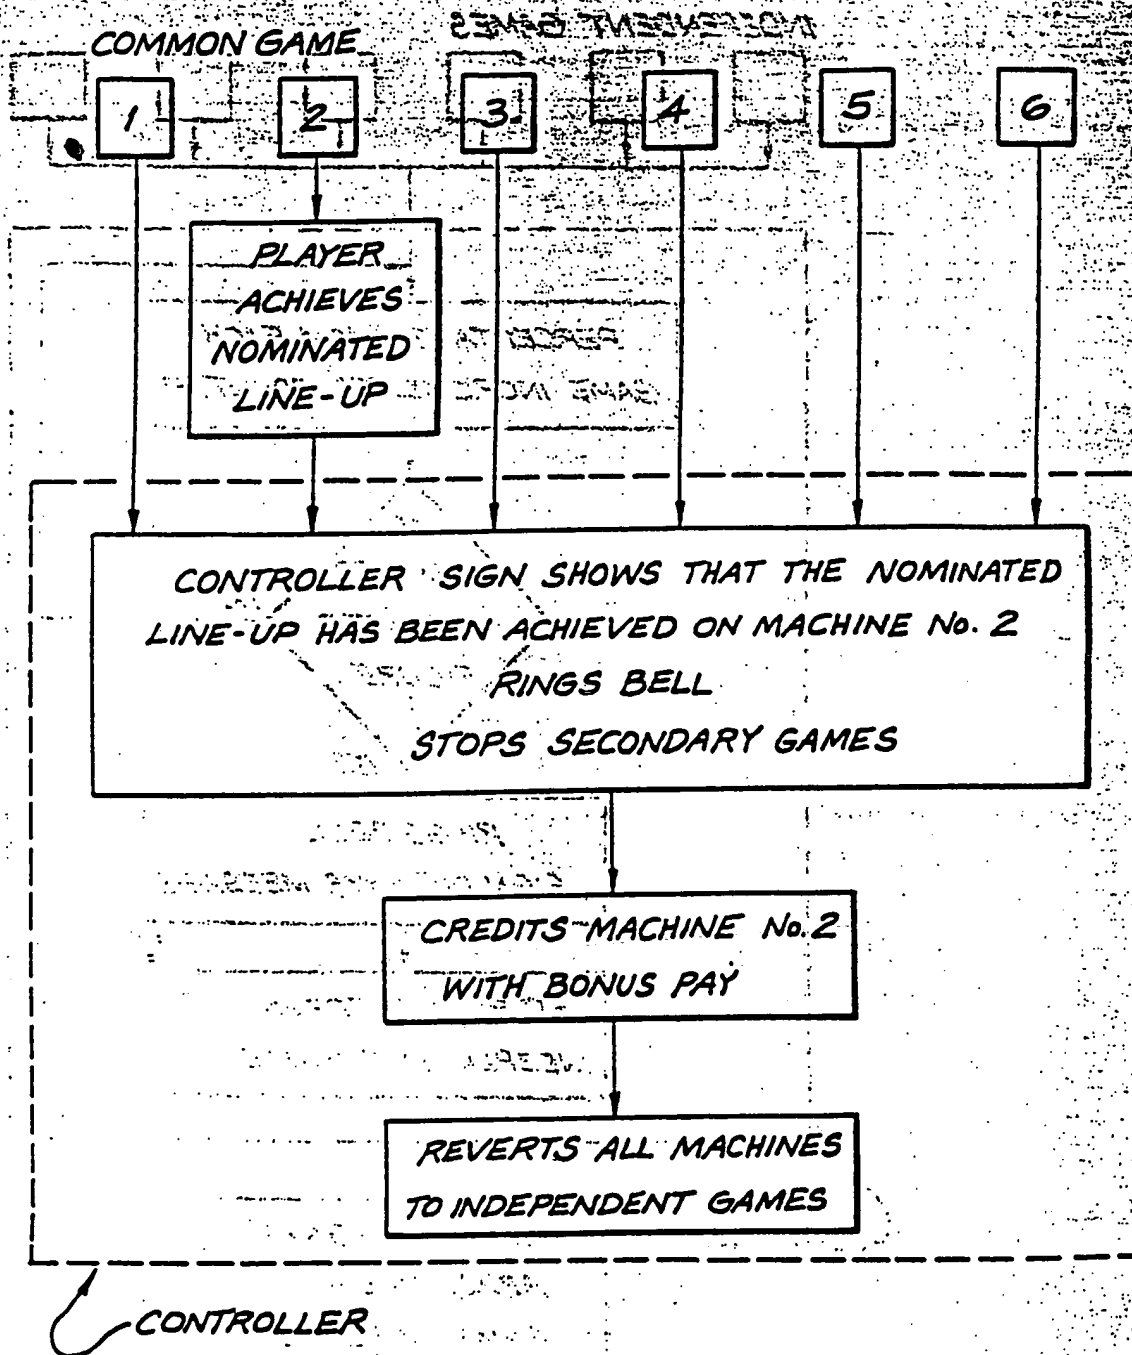 COMMON GAME
1 2 3 4 5 6
PLAYER
ACHIEVES
NOMINATED
LINE-UP
CONTROLLER SIGN SHOWS THAT THE NOMINATED
LINE-UP HAS BEEN ACHIEVED ON MACHINE No. 2
RINGS BELL
STOPS SECONDARY GAMES
CREDITS MACHINE No. 2
WITH BONUS PAY
REVERTS ALL MACHINES
TO INDEPENDENT GAMES
CONTROLLER